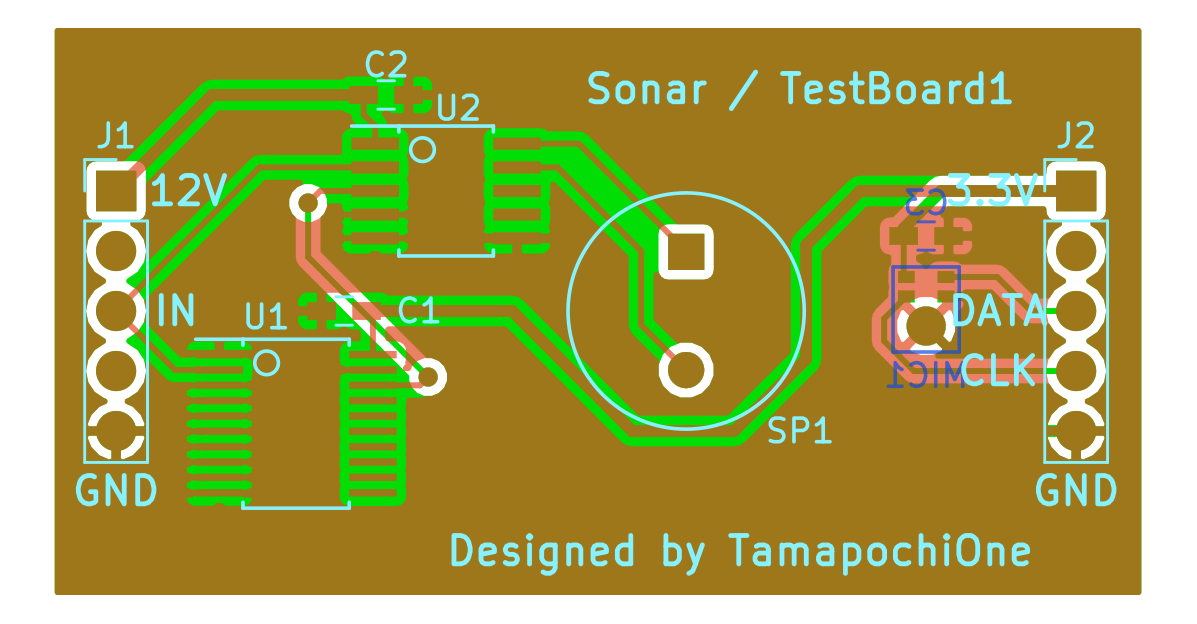 C2
Sonar / TestBoard1
U2
J1
J2
12V
3.3V
C3
IN
U1
C1
DATA
CLK
MIC1
SP1
GND
GND
Designed by TamapochiOne